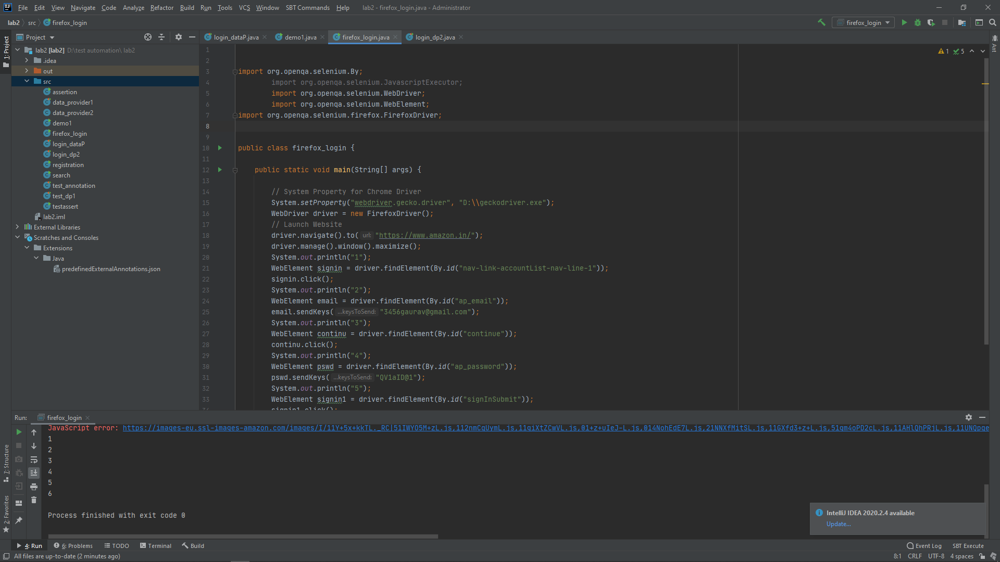 File Edit View Navigate Code Analyze Refactor Build Run Tools VCS Window SBT Commands Help lab2 - firefox_login.java - Administrator
lab2 src firefox_login
firefox_login
Project
login_dataP.java demo1.java firefox_login.java login_dp2.java
1: Project
lab2 [lab2] D:\test automation\ lab2
.idea
out
src
assertion
data_provider1
data_provider2
demo1
firefox_login
login_dataP
login_dp2
registration
search
test_annotation
test_dp1
testassert
lab2.iml
External Libraries
Scratches and Consoles
Extensions
Java
predefinedExternalAnnotations.json
1 5
Ant
1
2
3 import org.openqa.selenium.By;
4 import org.openqa.selenium.JavascriptExecutor;
5 import org.openqa.selenium.WebDriver;
6 import org.openqa.selenium.WebElement;
7 import org.openqa.selenium.firefox.FirefoxDriver;
8
9
10 public class firefox_login {
11
12 public static void main(String[] args) {
13
14 // System Property for Chrome Driver
15 System.setProperty("webdriver.gecko.driver", "D:\\geckodriver.exe");
16 WebDriver driver = new FirefoxDriver();
17 // Launch Website
18 driver.navigate().to( url: "https://www.amazon.in/");
19 driver.manage().window().maximize();
20 System.out.println("1");
21 WebElement signin = driver.findElement(By.id("nav-link-accountList-nav-line-1"));
22 signin.click();
23 System.out.println("2");
24 WebElement email = driver.findElement(By.id("ap_email"));
25 email.sendKeys( ...keysToSend: "3456gaurav@gmail.com");
26 System.out.println("3");
27 WebElement continu = driver.findElement(By.id("continue"));
28 continu.click();
29 System.out.println("4");
30 WebElement pswd = driver.findElement(By.id("ap_password"));
31 pswd.sendKeys( ...keysToSend: "QV1aID@1");
32 System.out.println("5");
33 WebElement signin1 = driver.findElement(By.id("signInSubmit"));
34 signin1.click();
Run: firefox_login
JavaScript error: https://images-eu.ssl-images-amazon.com/images/I/11Y+5x+kkTL._RC|51IWYO5M+zL.js,112nmCqUymL.js,11giXtZCwVL.js,01+z+uIeJ-L.js,014NohEdE7L.js,21NNXfMitSL.js,11GXfd3+z+L.js,51gm4oPD2cL.js,11AHlQhPRjL.js,11UNQpqe
1
2
3
4
5
6
Process finished with exit code 0
7: Structure
2: Favorites
IntelliJ IDEA 2020.2.4 available
Update...
4: Run 6: Problems TODO Terminal Build Event Log SBT Execute
All files are up-to-date (2 minutes ago) 8:1 CRLF UTF-8 4 spaces